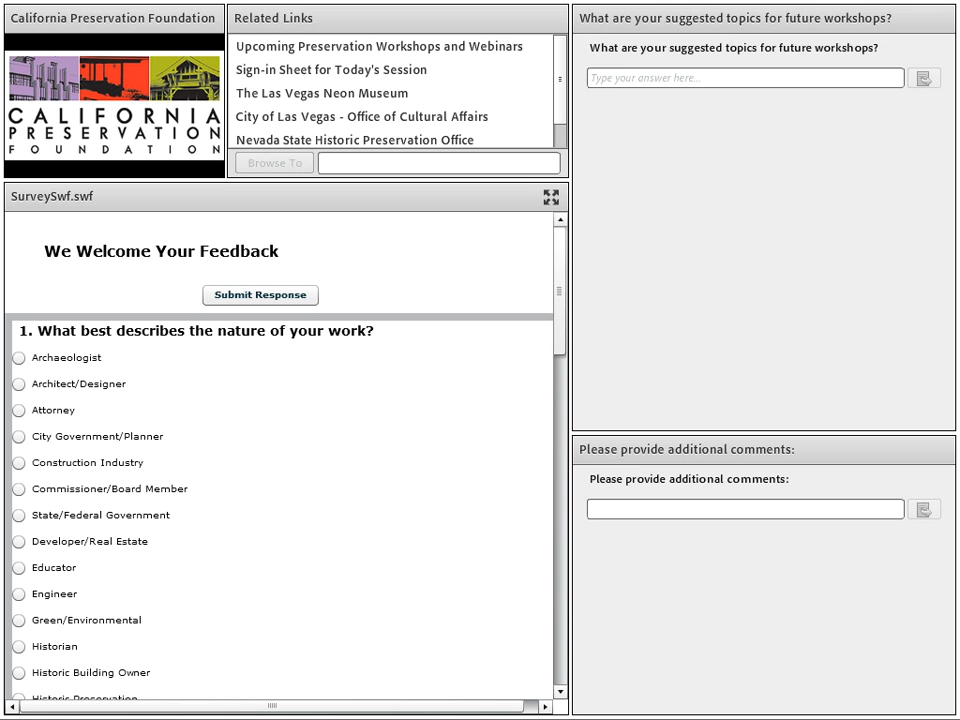 California Preservation Foundation
CALIFORNIA
PRESERVATION
FOUNDATION
Related Links
Upcoming Preservation Workshops and Webinars
Sign-in Sheet for Today's Session
The Las Vegas Neon Museum
City of Las Vegas - Office of Cultural Affairs
Nevada State Historic Preservation Office
Browse To
SurveySwf.swf
We Welcome Your Feedback
Submit Response
1. What best describes the nature of your work?
Archaeologist
Architect/Designer
Attorney
City Government/Planner
Construction Industry
Commissioner/Board Member
State/Federal Government
Developer/Real Estate
Educator
Engineer
Green/Environmental
Historian
Historic Building Owner
Historic Preservation
What are your suggested topics for future workshops?
What are your suggested topics for future workshops?
Type your answer here...
Please provide additional comments:
Please provide additional comments: